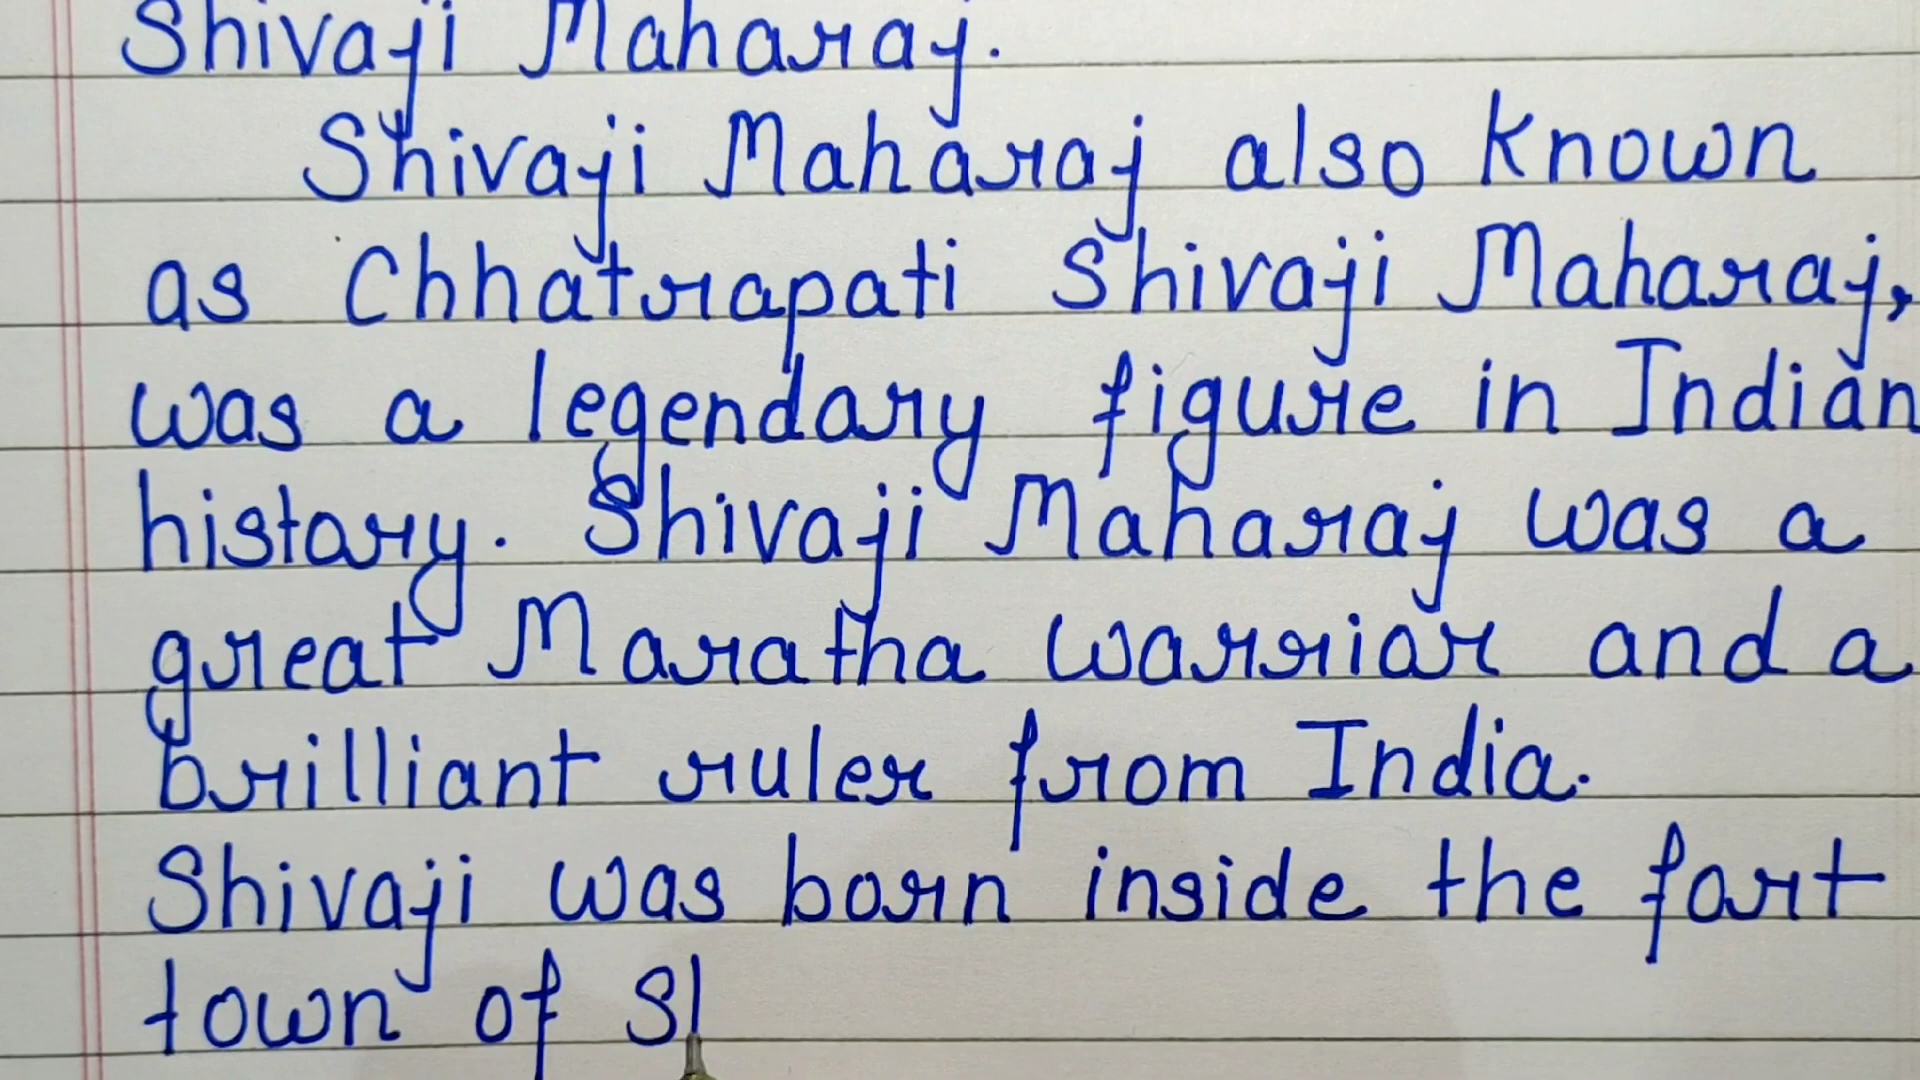 Shivaji Maharaj.
Shivaji Maharaj also known
as Chhatrapati Shivaji Maharaj,
was a legendary figure in Indian
history. Shivaji Maharaj was a
great Maratha warrior and a
brilliant ruler from India.
Shivaji was born inside the fort
town of